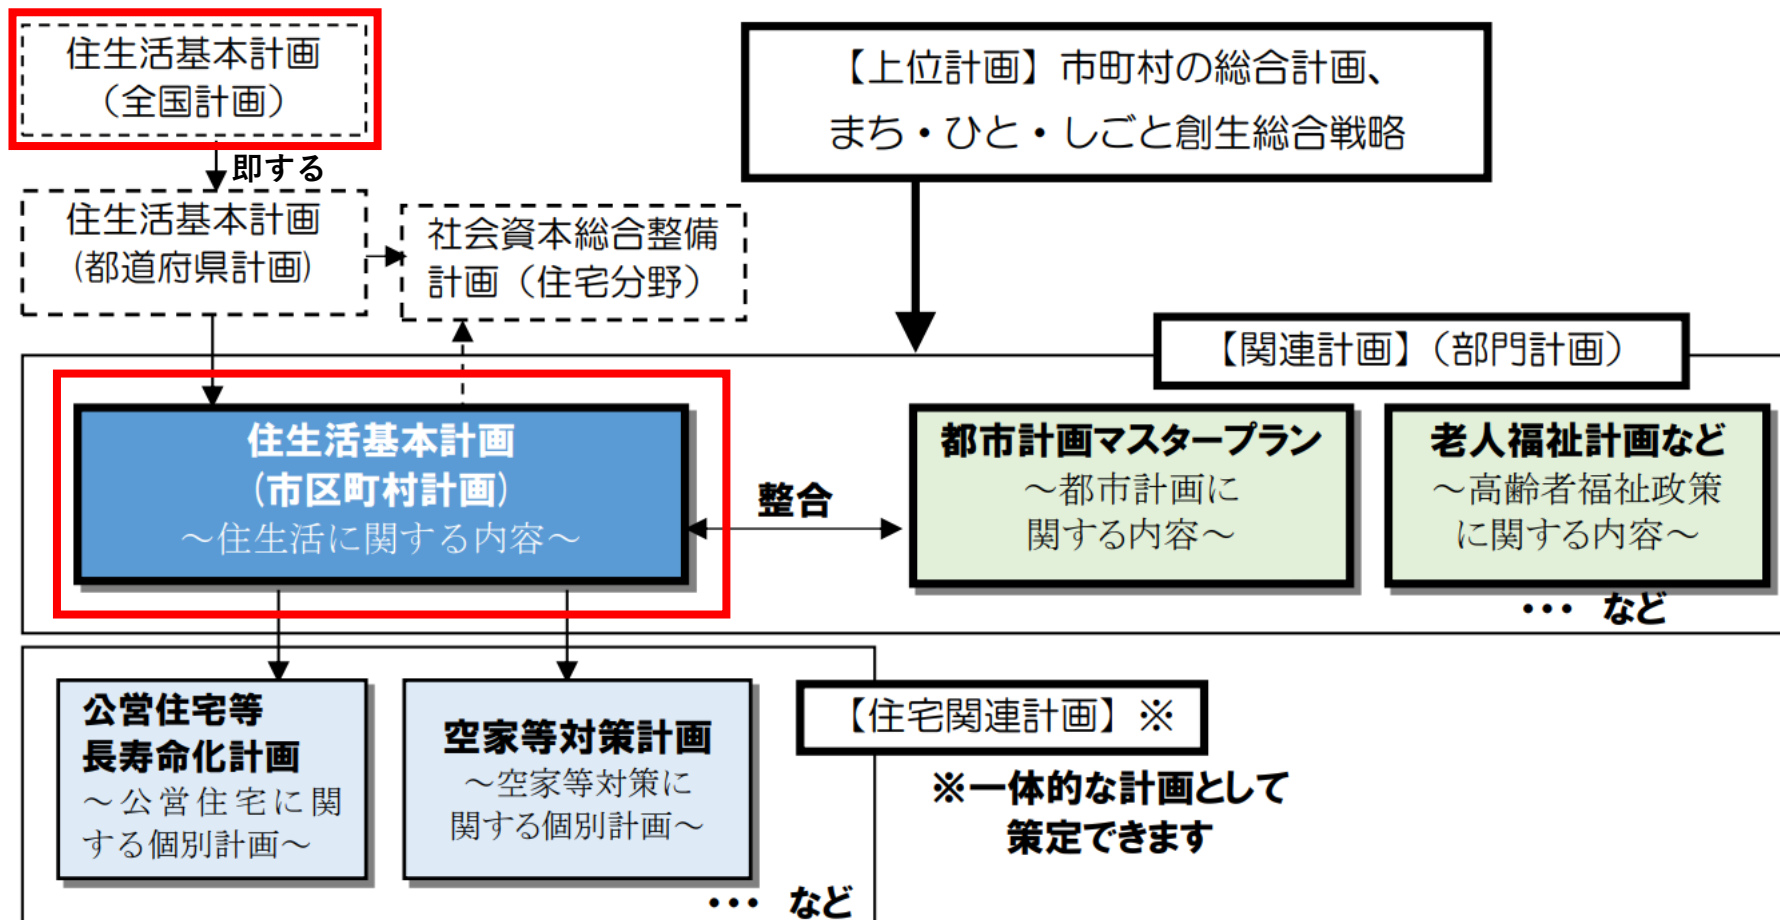 住生活基本計画
（全国計画）
即する
住生活基本計画
(都道府県計画)
社会資本総合整備
計画（住宅分野）
【上位計画】市町村の総合計画、
まち・ひと・しごと創生総合戦略
【関連計画】（部門計画）
住生活基本計画
(市区町村計画)
～住生活に関する内容～
整合
都市計画マスタープラン
～都市計画に
関する内容～
老人福祉計画など
～高齢者福祉政策
に関する内容～
･･･ など
公営住宅等
長寿命化計画
～公営住宅に関
する個別計画～
空家等対策計画
～空家等対策に
関する個別計画～
･･･ など
【住宅関連計画】※
※一体的な計画として
策定できます